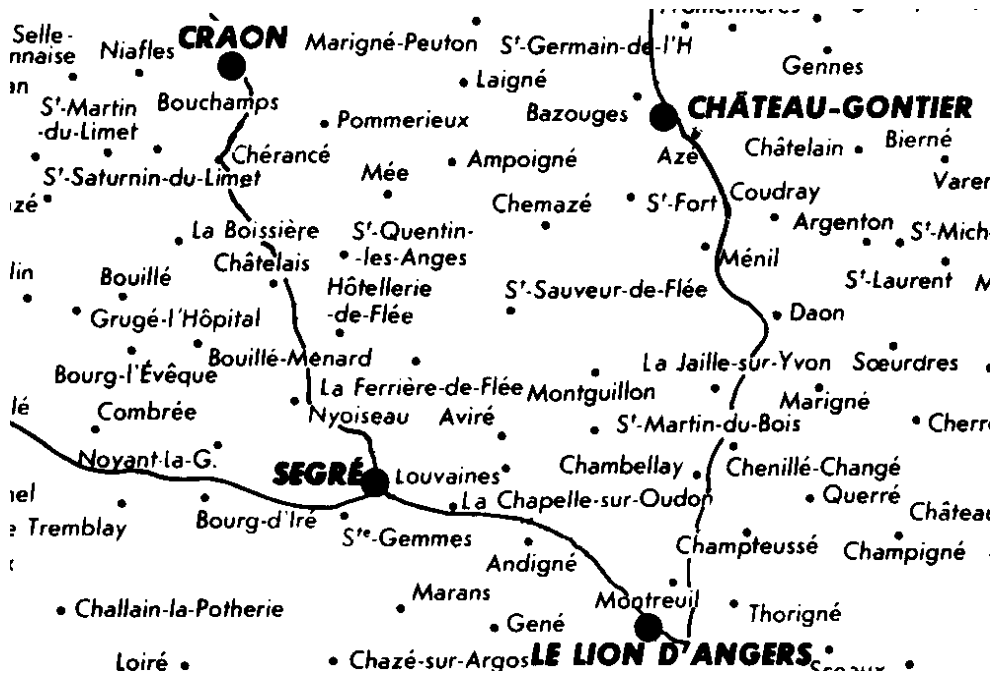 Selle-
nnaise
Niafles
CRAON
Marigné-Peuton
Sᵗ-Germain-de-l'H
Gennes
an
Laigné
Sᵗ-Martin
-du-Limet
Bouchamps
Pommerieux
Bazouges
CHÂTEAU-GONTIER
Chérancé
Ampoigné
Azé
Châtelain
Bierné
Sᵗ-Saturnin-du-Limet
Mée
Varen
zé
Chemazé
Sᵗ-Fort
Coudray
La Boissière
Sᵗ-Quentin-
-les-Anges
Argenton
Sᵗ-Mich-
Châtelais
Ménil
lin
Bouillé
Hôtellerie
-de-Flée
Sᵗ-Sauveur-de-Flée
Sᵗ-Laurent
M
Grugé-l'Hôpital
Daon
Bouillé-Ménard
La Jaille-sur-Yvon
Sœurdres
Bourg-l'Évêque
La Ferrière-de-Flée
Montguillon
Marigné
lé
Combrée
Nyoiseau
Aviré
Sᵗ-Martin-du-Bois
Cherr
Noyant-la-G.
SEGRÉ
Louvaines
Chambellay
Chenillé-Changé
nel
La Chapelle-sur-Oudon
Querré
e Tremblay
Bourg-d'Iré
Sᵗᵉ-Gemmes
Château
Champteussé
Champigné
Andigné
Challain-la-Potherie
Marans
Montreuil
Thorigné
Gené
Loiré
Chazé-sur-Argos
LE LION D'ANGERS